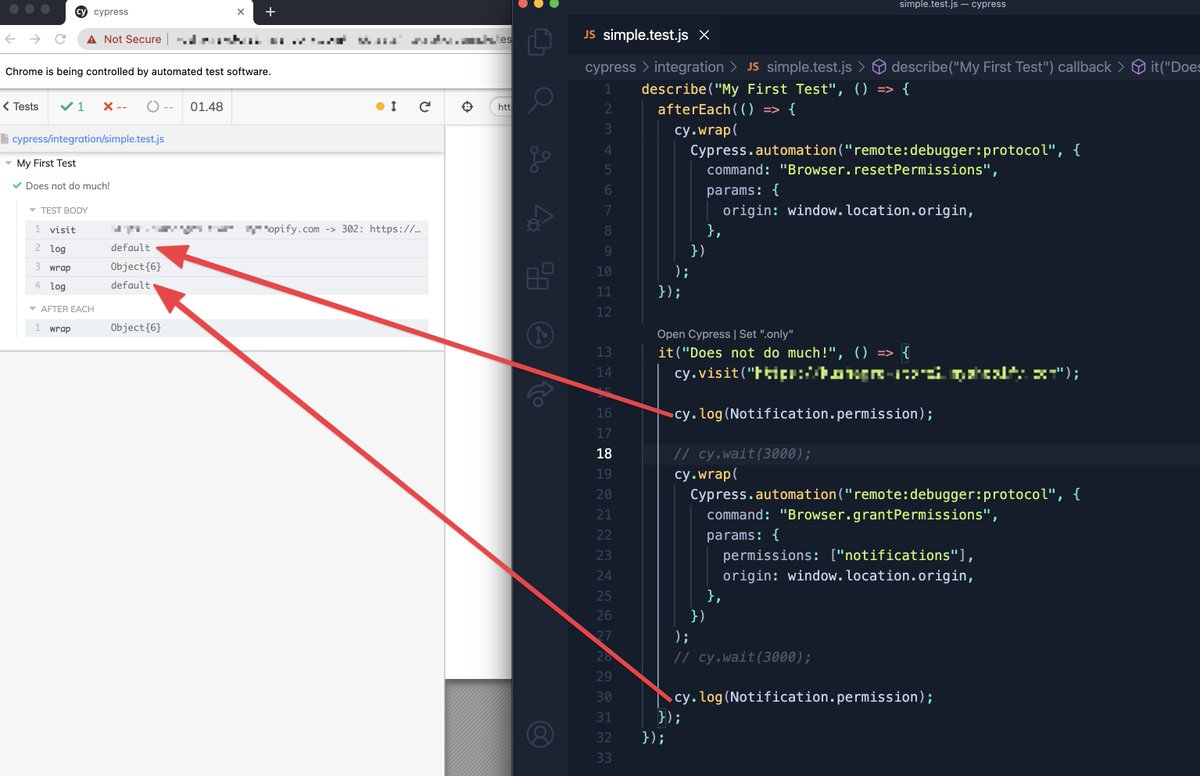 cypress
Not Secure
Chrome is being controlled by automated test software.
Tests
1
--
--
01.48
htt
cypress/integration/simple.test.js
My First Test
Does not do much!
TEST BODY
1 visit opify.com -> 302: https://…
2 log default
3 wrap Object{6}
4 log default
AFTER EACH
1 wrap Object{6}
simple.test.js — cypress
JS simple.test.js
cypress > integration > JS simple.test.js > describe("My First Test") callback > it("Does
1 describe("My First Test", () => {
2 afterEach(() => {
3 cy.wrap(
4 Cypress.automation("remote:debugger:protocol", {
5 command: "Browser.resetPermissions",
6 params: {
7 origin: window.location.origin,
8 },
9 })
10 );
11 });
12
Open Cypress | Set ".only"
13 it("Does not do much!", () => {
14 cy.visit("");
15
16 cy.log(Notification.permission);
17
18 // cy.wait(3000);
19 cy.wrap(
20 Cypress.automation("remote:debugger:protocol", {
21 command: "Browser.grantPermissions",
22 params: {
23 permissions: ["notifications"],
24 origin: window.location.origin,
25 },
26 })
27 );
28 // cy.wait(3000);
29
30 cy.log(Notification.permission);
31 });
32 });
33